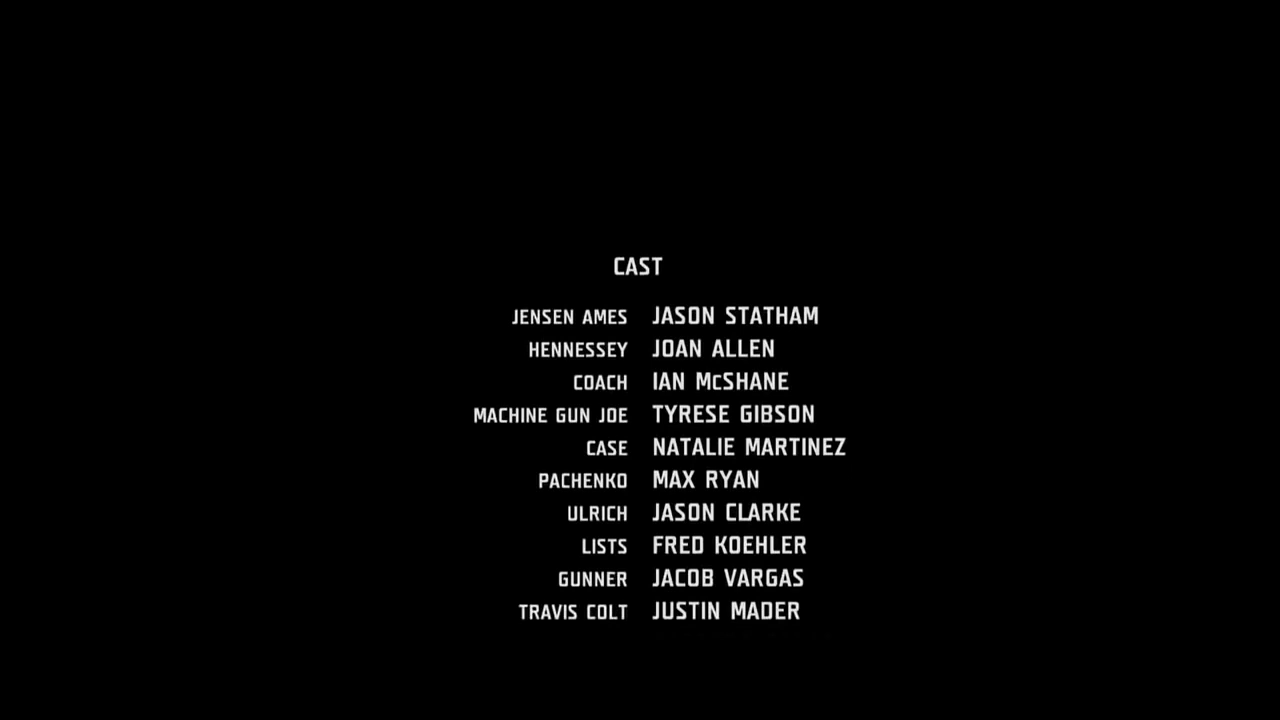 CAST
JENSEN AMES JASON STATHAM
HENNESSEY JOAN ALLEN
COACH IAN McSHANE
MACHINE GUN JOE TYRESE GIBSON
CASE NATALIE MARTINEZ
PACHENKO MAX RYAN
ULRICH JASON CLARKE
LISTS FRED KOEHLER
GUNNER JACOB VARGAS
TRAVIS COLT JUSTIN MADER